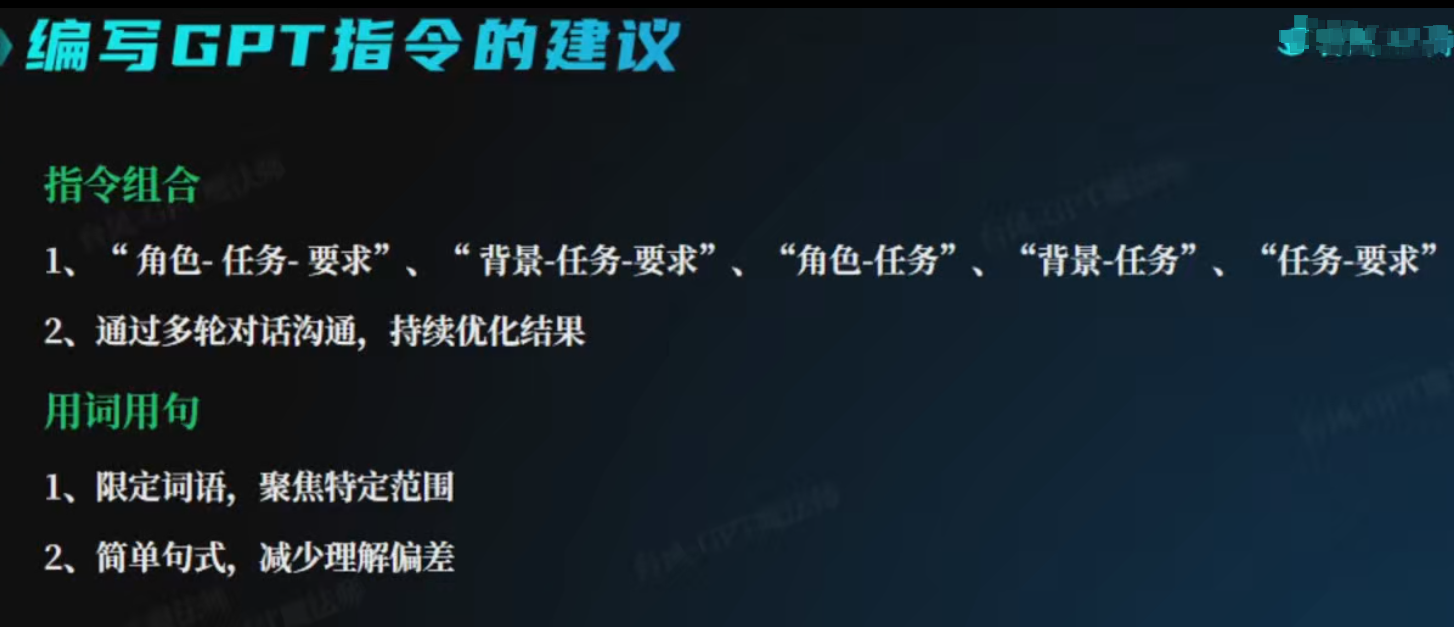 编写GPT指令的建议
指令组合
1、“ 角色- 任务- 要求”、“ 背景-任务-要求”、“角色-任务”、“背景-任务”、“任务-要求”
2、通过多轮对话沟通，持续优化结果
用词用句
1、限定词语，聚焦特定范围
2、简单句式，减少理解偏差